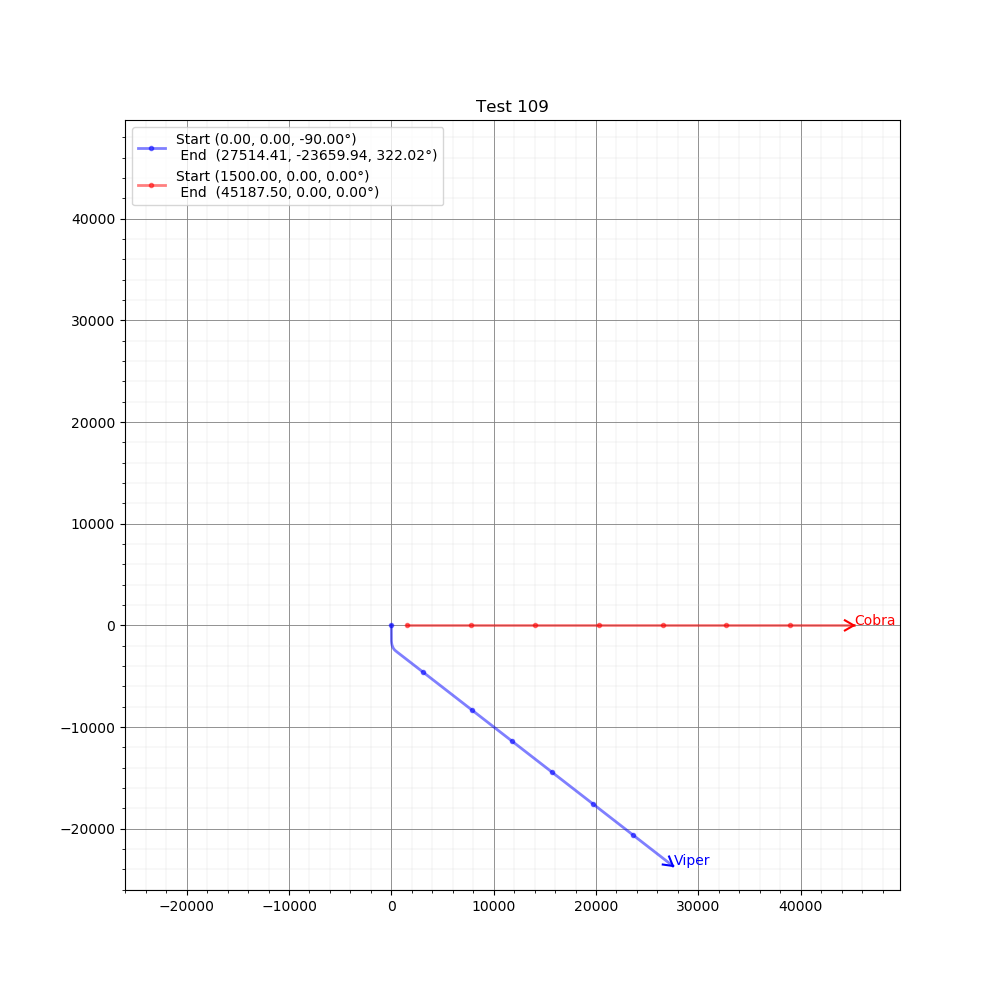 Test 109
Start (0.00, 0.00, -90.00°)
End  (27514.41, -23659.94, 322.02°)
Start (1500.00, 0.00, 0.00°)
End  (45187.50, 0.00, 0.00°)
40000
30000
20000
10000
0
−10000
−20000
Cobra
Viper
−20000
−10000
0
10000
20000
30000
40000